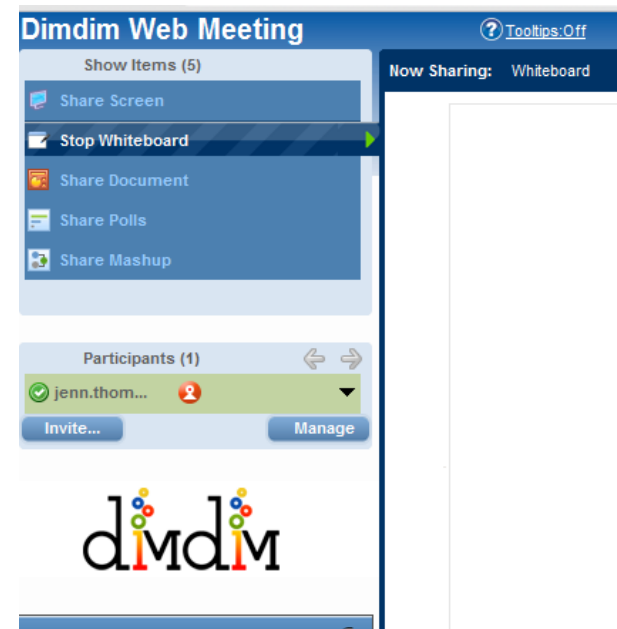 Dimdim Web Meeting
? Tooltips:Off
Show Items (5)
Share Screen
Stop Whiteboard
Share Document
Share Polls
Share Mashup
Now Sharing: Whiteboard
Participants (1)
jenn.thom...
Invite...
Manage
dimdim